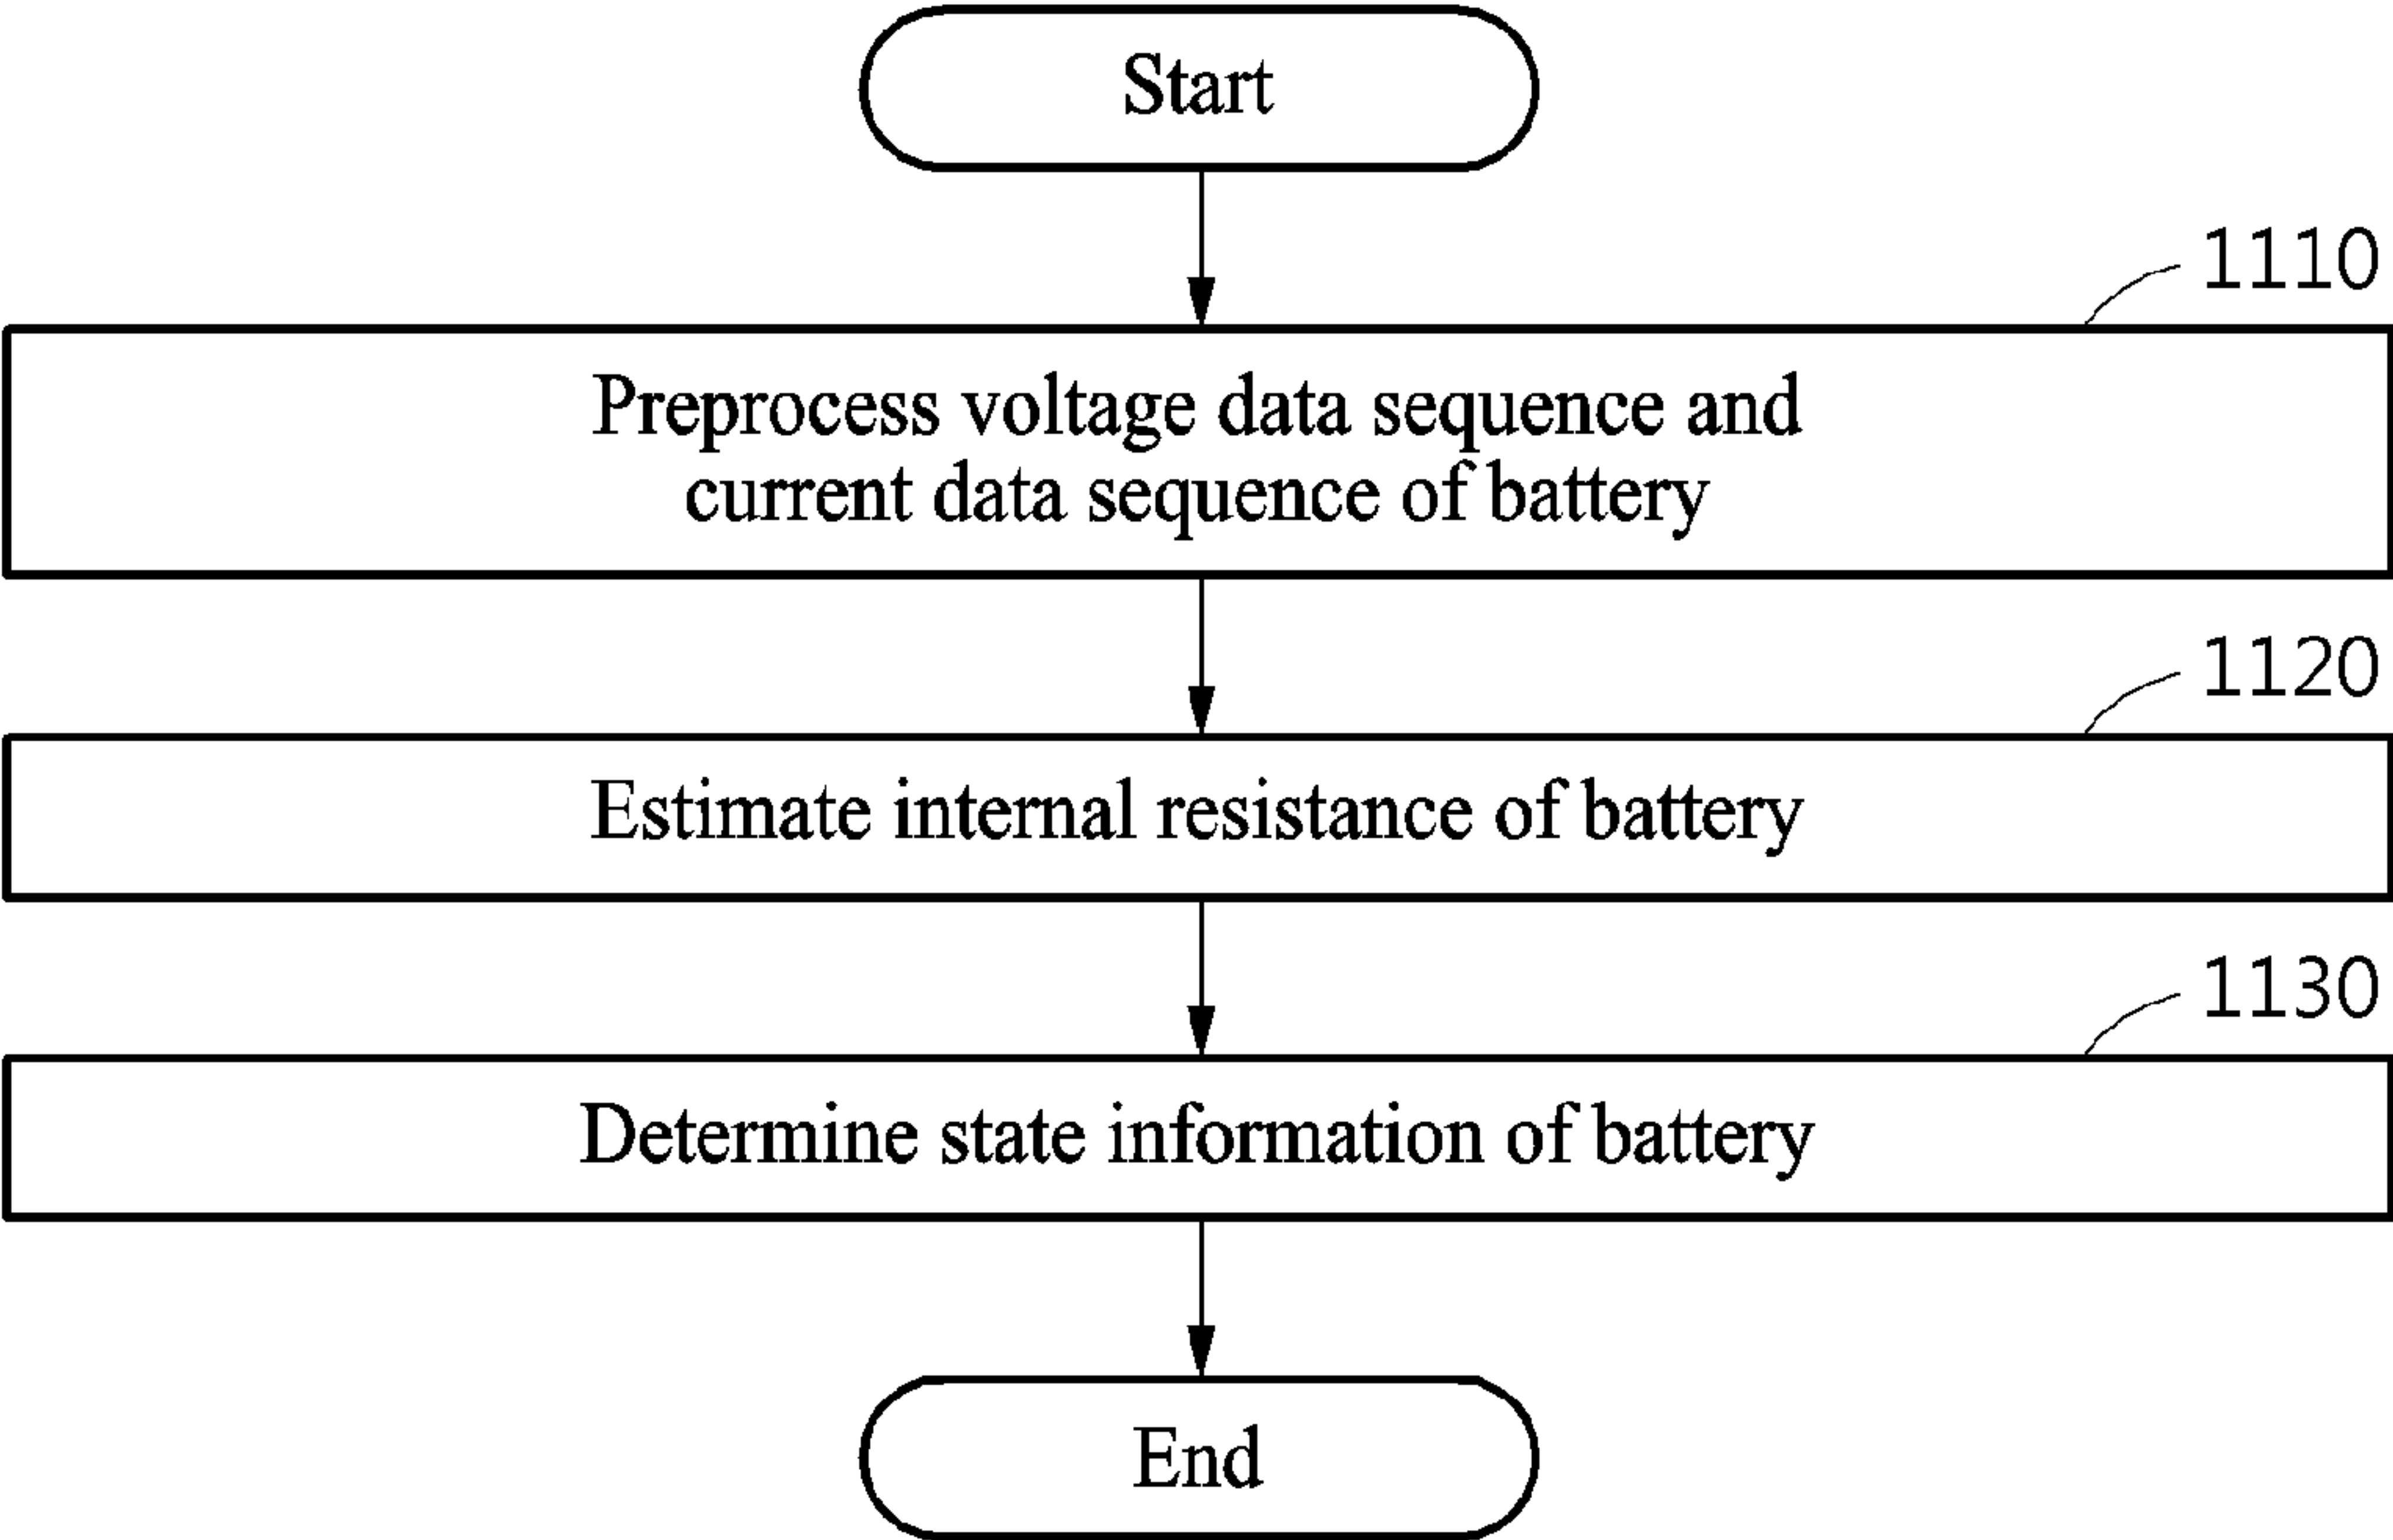 Start
1110
Preprocess voltage data sequence and
current data sequence of battery
1120
Estimate internal resistance of battery
1130
Determine state information of battery
End